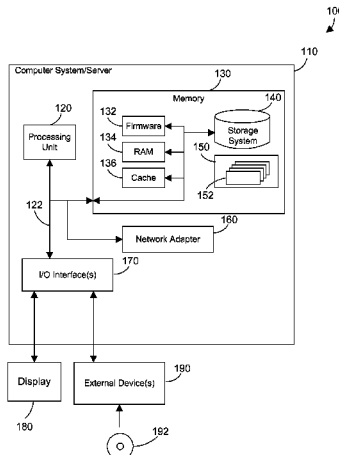 100
110
Computer System/Server
130
120
Memory
140
132
Processing
Unit
Firmware
134
Storage
System
RAM
150
136
Cache
152
122
160
Network Adapter
170
I/O Interface(s)
190
Display
External Device(s)
180
192